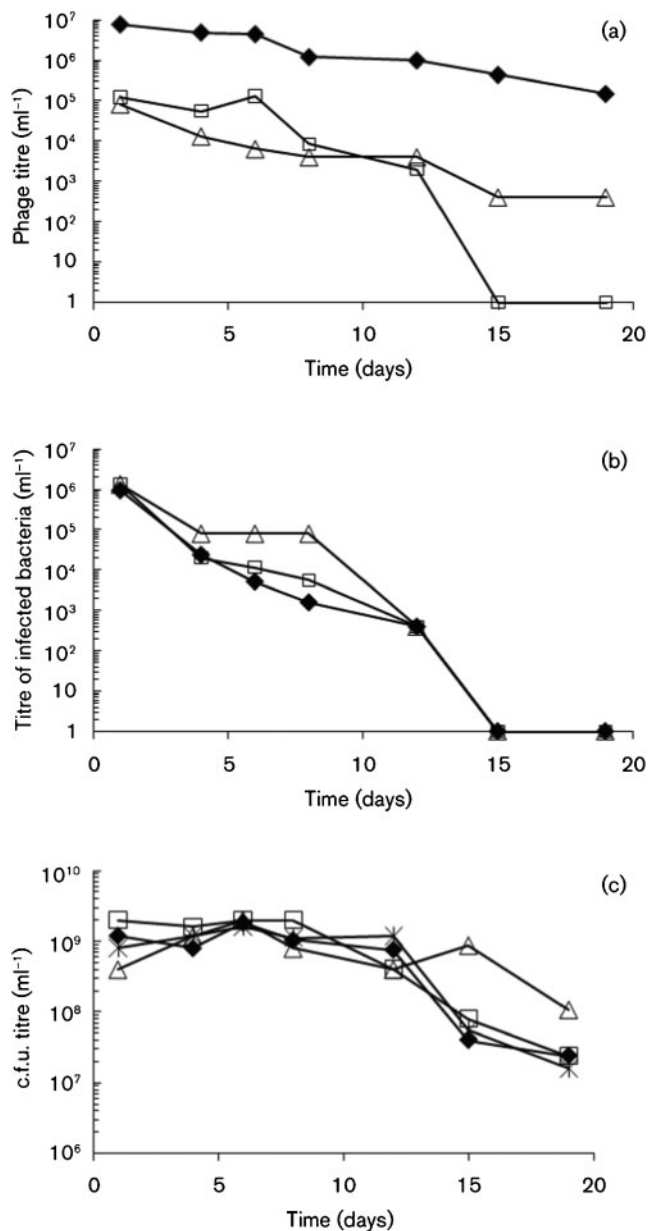 (a)
Phage titre (ml⁻¹)
10⁷
10⁶
10⁵
10⁴
10³
10²
10
1
0 5 10 15 20
Time (days)
(b)
Titre of infected bacteria (ml⁻¹)
10⁷
10⁶
10⁵
10⁴
10³
10²
10
1
0 5 10 15 20
Time (days)
(c)
c.f.u. titre (ml⁻¹)
10¹⁰
10⁹
10⁸
10⁷
10⁶
0 5 10 15 20
Time (days)